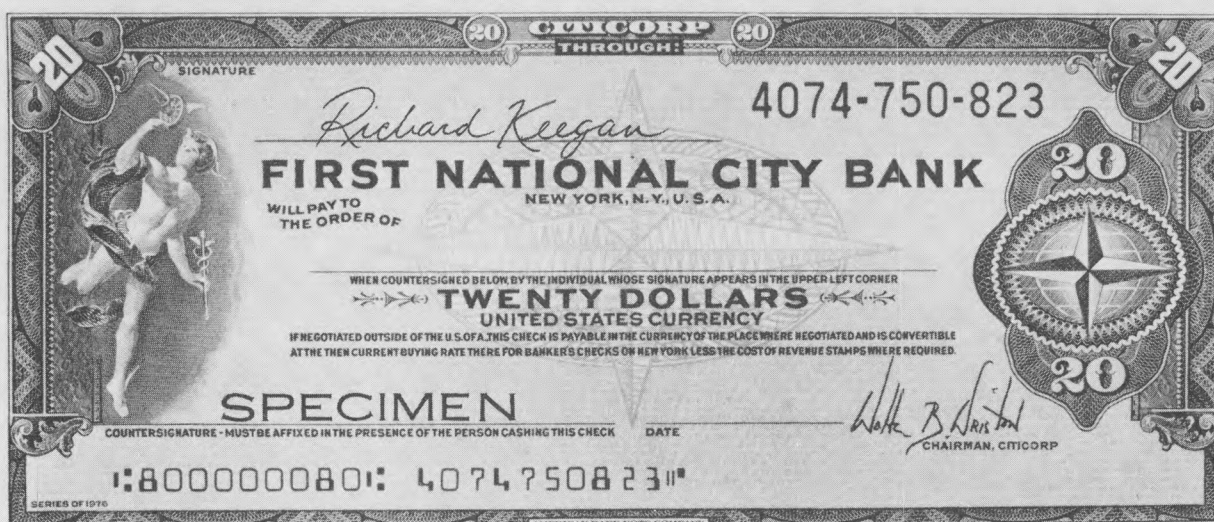 20 CITICORP 20
THROUGH:
20
20
SIGNATURE
4074-750-823
Richard Keegan
FIRST NATIONAL CITY BANK
NEW YORK, N.Y., U.S.A.
WILL PAY TO
THE ORDER OF
20
WHEN COUNTERSIGNED BELOW, BY THE INDIVIDUAL WHOSE SIGNATURE APPEARS IN THE UPPER LEFT CORNER
TWENTY DOLLARS
UNITED STATES CURRENCY
IF NEGOTIATED OUTSIDE OF THE U.S. OF A. THIS CHECK IS PAYABLE IN THE CURRENCY OF THE PLACE WHERE NEGOTIATED AND IS CONVERTIBLE
AT THE THEN CURRENT BUYING RATE THERE FOR BANKER'S CHECKS ON NEW YORK LESS THE COST OF REVENUE STAMPS WHERE REQUIRED.
20
SPECIMEN
Walter B. Wriston
COUNTERSIGNATURE - MUST BE AFFIXED IN THE PRESENCE OF THE PERSON CASHING THIS CHECK DATE
CHAIRMAN, CITICORP
⑆800000080⑆ 4074750823⑈
SERIES OF 1976